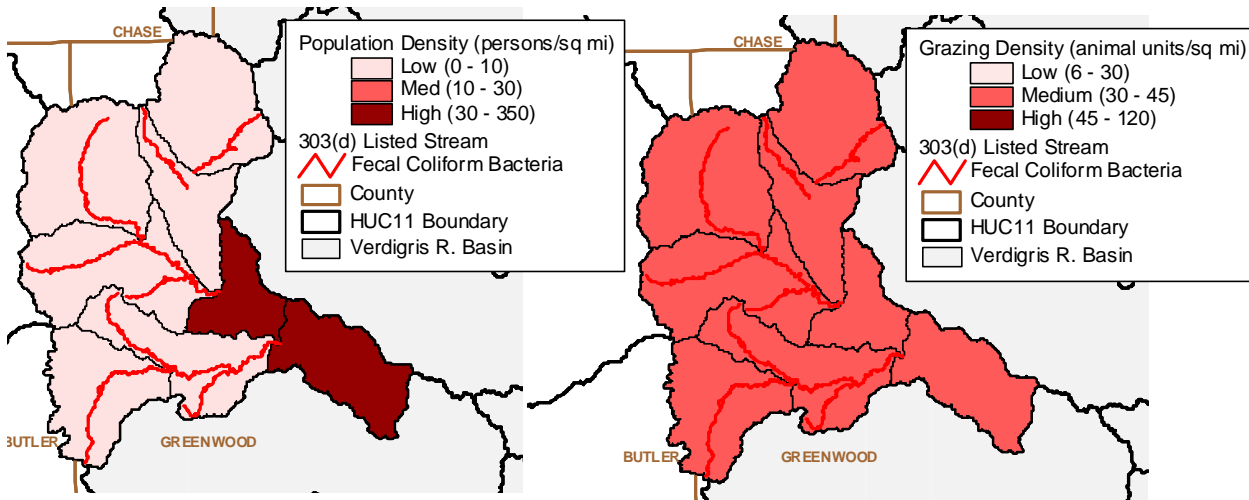 CHASE
Population Density (persons/sq mi)
Low (0 - 10)
Med (10 - 30)
High (30 - 350)
303(d) Listed Stream
Fecal Coliform Bacteria
County
HUC11 Boundary
Verdigris R. Basin
BUTLER
GREENWOOD
CHASE
Grazing Density (animal units/sq mi)
Low (6 - 30)
Medium (30 - 45)
High (45 - 120)
303(d) Listed Stream
Fecal Coliform Bacteria
County
HUC11 Boundary
Verdigris R. Basin
BUTLER
GREENWOOD